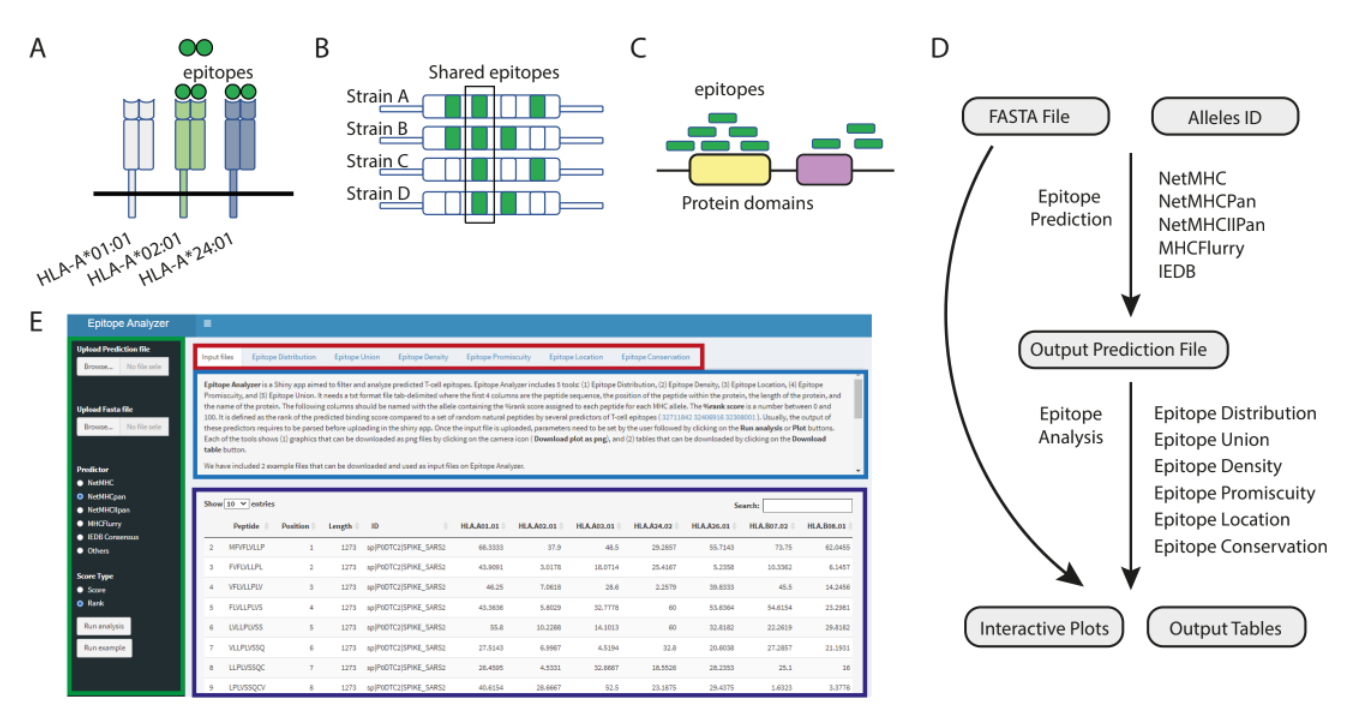 A
epitopes
HLA-A*01:01
HLA-A*02:01
HLA-A*24:01
B
Shared epitopes
Strain A
Strain B
Strain C
Strain D
C
epitopes
Protein domains
D
FASTA File
Alleles ID
Epitope
Prediction
NetMHC
NetMHCPan
NetMHCIIPan
MHCFlurry
IEDB
Output Prediction File
Epitope
Analysis
Epitope Distribution
Epitope Union
Epitope Density
Epitope Promiscuity
Epitope Location
Epitope Conservation
Interactive Plots
Output Tables
E
Epitope Analyzer
Upload Prediction file
Browse... No file sele
Upload Fasta file
Browse... No file sele
Predictor
NetMHC
NetMHCpan
NetMHCIIpan
MHCFlurry
IEDB Consensus
Others
Score Type
Score
Rank
Run analysis
Run example
Input files Epitope Distribution Epitope Union Epitope Density Epitope Promiscuity Epitope Location Epitope Conservation
Epitope Analyzer is a Shiny app aimed to filter and analyze predicted T-cell epitopes. Epitope Analyzer includes 5 tools: (1) Epitope Distribution, (2) Epitope Density, (3) Epitope Location, (4) Epitope
Promiscuity, and (5) Epitope Union. It needs a txt format file tab-delimited where the first 4 columns are the peptide sequence, the position of the peptide within the protein, the length of the protein, and
the name of the protein. The following columns should be named with the allele containing the %rank score assigned to each peptide for each MHC allele. The %rank score is a number between 0 and
100. It is defined as the rank of the predicted binding score compared to a set of random natural peptides by several predictors of T-cell epitopes ( 32711842 32406916 32308001 ). Usually, the output of
these predictors requires to be parsed before uploading in the shiny app. Once the input file is uploaded, parameters need to be set by the user followed by clicking on the Run analysis or Plot buttons.
Each of the tools shows (1) graphics that can be downloaded as png files by clicking on the camera icon ( Download plot as png), and (2) tables that can be downloaded by clicking on the Download
table button.
We have included 2 example files that can be downloaded and used as input files on Epitope Analyzer.
Show 10 entries Search:
Peptide Position Length ID HLA.A01.01 HLA.A02.01 HLA.A03.01 HLA.A24.02 HLA.A26.01 HLA.B07.02 HLA.B08.01
2 MFVFLVLLP 1 1273 sp|P0DTC2|SPIKE_SARS2 68.3333 37.9 48.5 29.2857 55.7143 73.75 62.0455
3 FVFLVLLPL 2 1273 sp|P0DTC2|SPIKE_SARS2 43.9091 3.0178 18.0714 25.4167 5.2358 10.3362 6.1457
4 VFLVLLPLV 3 1273 sp|P0DTC2|SPIKE_SARS2 46.25 7.0618 28.6 2.2579 39.8333 45.5 14.2456
5 FLVLLPLVS 4 1273 sp|P0DTC2|SPIKE_SARS2 43.3636 5.8029 32.7778 60 53.6364 54.6154 23.2981
6 LVLLPLVSS 5 1273 sp|P0DTC2|SPIKE_SARS2 55.8 10.2288 14.1013 60 32.8182 22.2619 29.8182
7 VLLPLVSSQ 6 1273 sp|P0DTC2|SPIKE_SARS2 27.5143 6.9987 4.5194 32.8 20.6038 27.2857 21.1931
8 LLPLVSSQC 7 1273 sp|P0DTC2|SPIKE_SARS2 26.4595 4.5331 32.6667 18.5526 28.2353 25.1 16
9 LPLVSSQCV 8 1273 sp|P0DTC2|SPIKE_SARS2 40.6154 28.6667 52.5 23.1675 29.4375 1.6323 3.3778